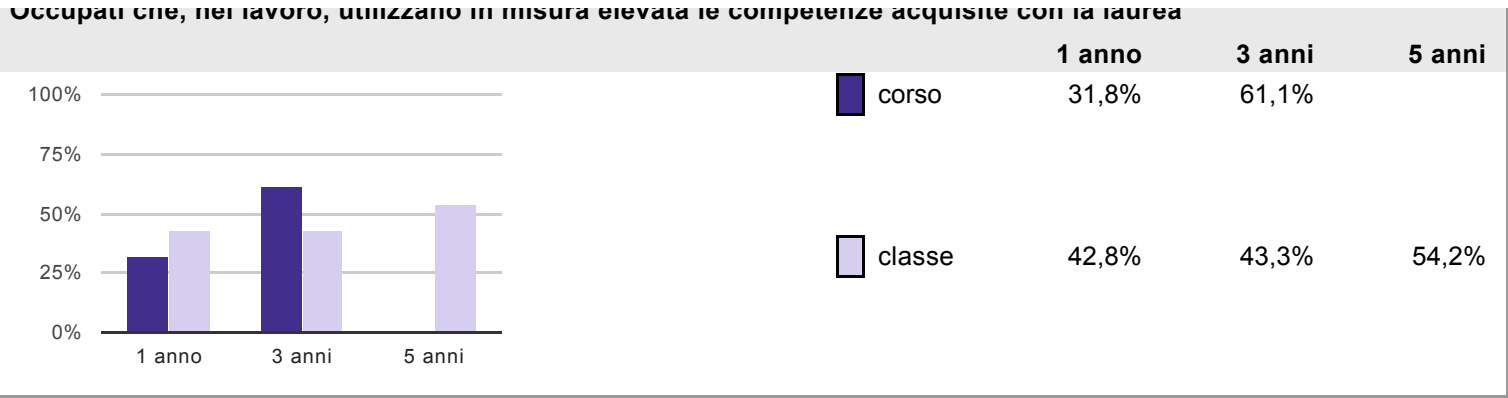 Occupati che, nel lavoro, utilizzano in misura elevata le competenze acquisite con la laurea
1 anno 3 anni 5 anni
100%
75%
50%
25%
0%
1 anno 3 anni 5 anni
corso 31,8% 61,1%
classe 42,8% 43,3% 54,2%